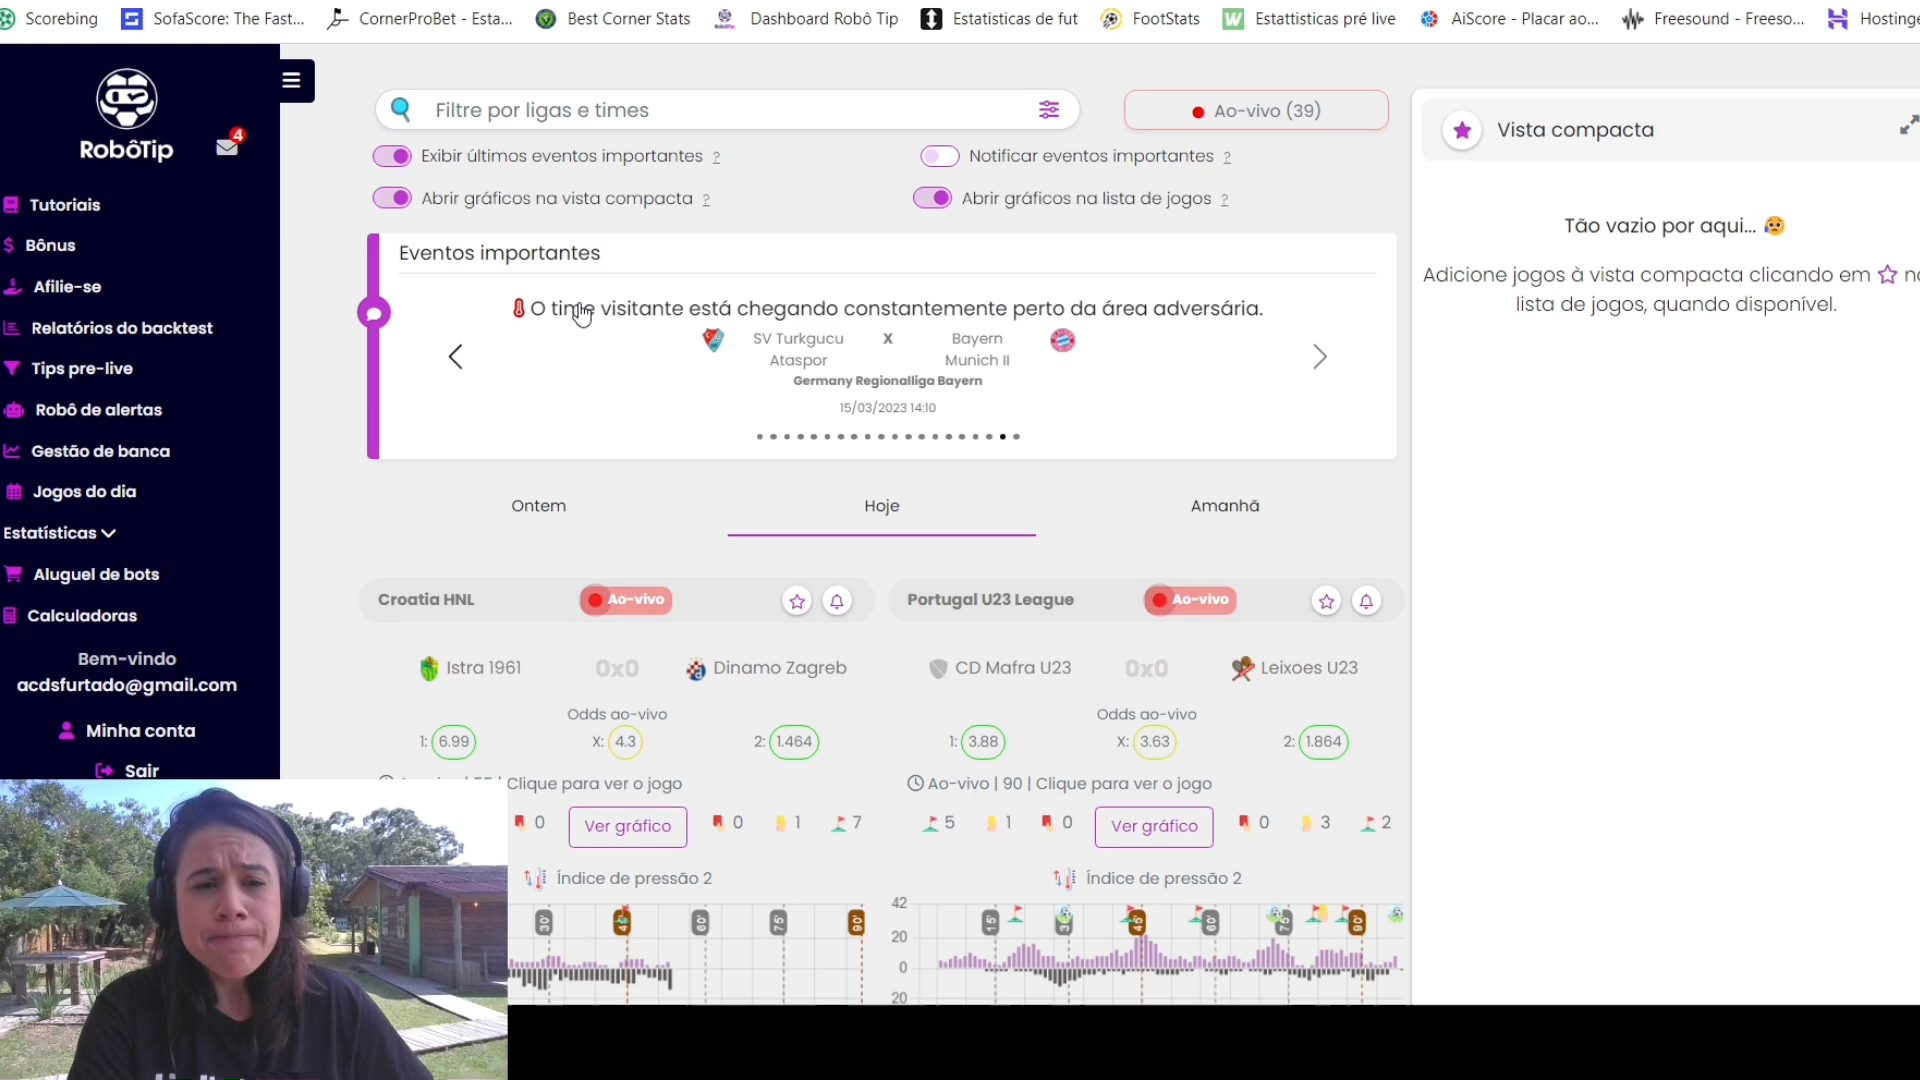 Scorebing
SofaScore: The Fast...
CornerProBet - Esta...
Best Corner Stats
Dashboard Robô Tip
Estatisticas de fut
FootStats
Estattisticas pré live
AiScore - Placar ao...
Freesound - Freeso...
Hostinge
RobôTip
4
Tutoriais
Bônus
Afilie-se
Relatórios do backtest
Tips pre-live
Robô de alertas
Gestão de banca
Jogos do dia
Estatísticas
Aluguel de bots
Calculadoras
Bem-vindo
acdsfurtado@gmail.com
Minha conta
Sair
Filtre por ligas e times
Ao-vivo (39)
Exibir últimos eventos importantes ?
Notificar eventos importantes ?
Abrir gráficos na vista compacta ?
Abrir gráficos na lista de jogos ?
Eventos importantes
O time visitante está chegando constantemente perto da área adversária.
SV Turkgucu Ataspor X Bayern Munich II
Germany Regionalliga Bayern
15/03/2023 14:10
Ontem
Hoje
Amanhã
Croatia HNL
Ao-vivo
Istra 1961 0x0 Dinamo Zagreb
Odds ao-vivo
1: 6.99 X: 4.3 2: 1.464
Clique para ver o jogo
0 Ver gráfico 0 1 7
Índice de pressão 2
30' 45' 60' 75' 90'
Portugal U23 League
Ao-vivo
CD Mafra U23 0x0 Leixoes U23
Odds ao-vivo
1: 3.88 X: 3.63 2: 1.864
Ao-vivo | 90 | Clique para ver o jogo
5 1 0 Ver gráfico 0 3 2
Índice de pressão 2
42
15' 45' 60' 90'
20
0
20
Vista compacta
Tão vazio por aqui...
Adicione jogos à vista compacta clicando em
lista de jogos, quando disponível.